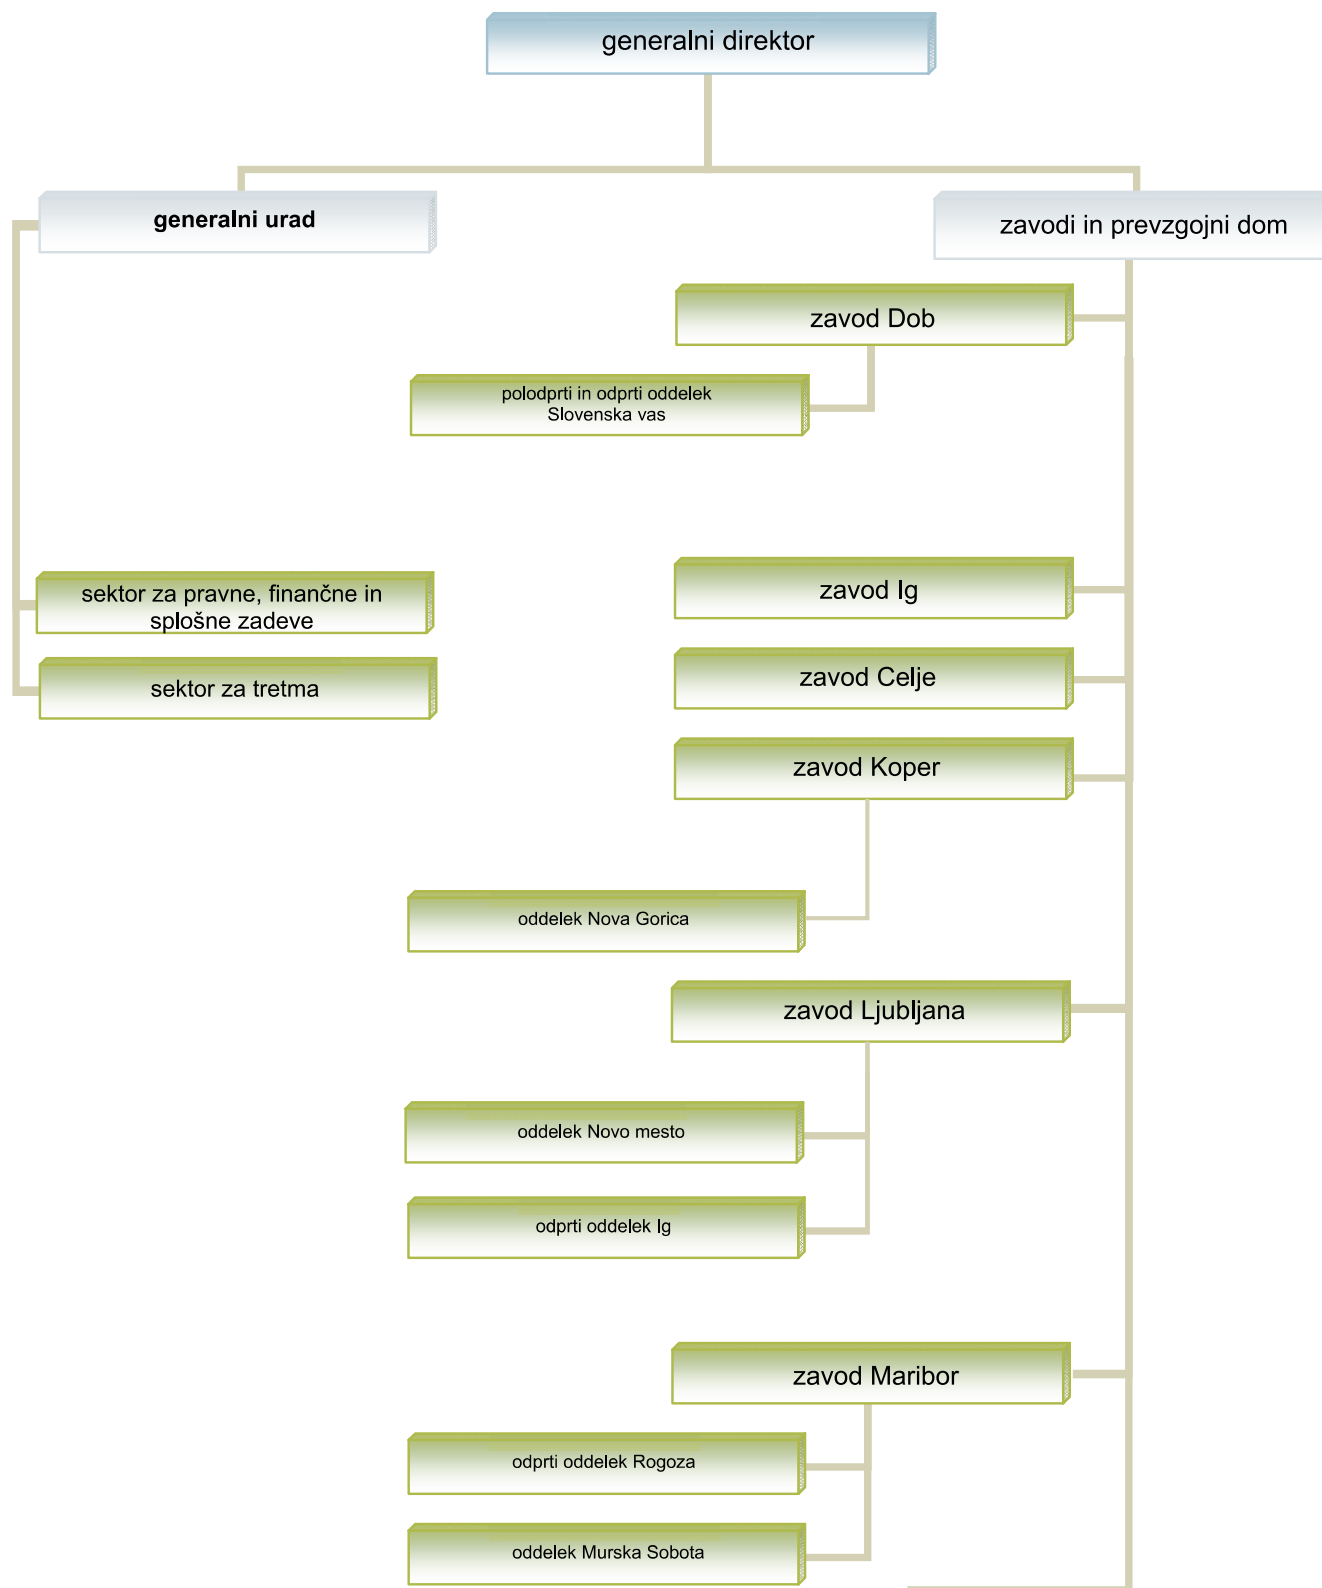 generalni direktor
generalni urad
zavodi in prevzgojni dom
zavod Dob
polodprti in odprti oddelek
Slovenska vas
zavod Ig
sektor za pravne, finančne in
splošne zadeve
zavod Celje
sektor za tretma
zavod Koper
oddelek Nova Gorica
zavod Ljubljana
oddelek Novo mesto
odprti oddelek Ig
zavod Maribor
odprti oddelek Rogoza
oddelek Murska Sobota